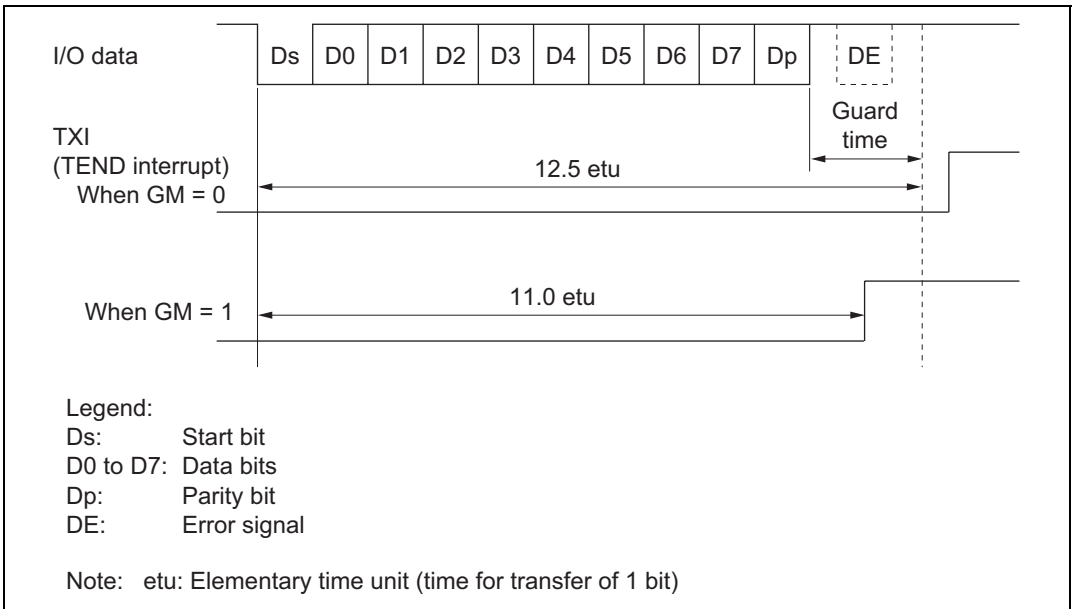 I/O data
Ds D0 D1 D2 D3 D4 D5 D6 D7 Dp DE
Guard
time
TXI
(TEND interrupt)
When GM = 0
12.5 etu
When GM = 1
11.0 etu
Legend:
Ds: Start bit
D0 to D7: Data bits
Dp: Parity bit
DE: Error signal
Note: etu: Elementary time unit (time for transfer of 1 bit)